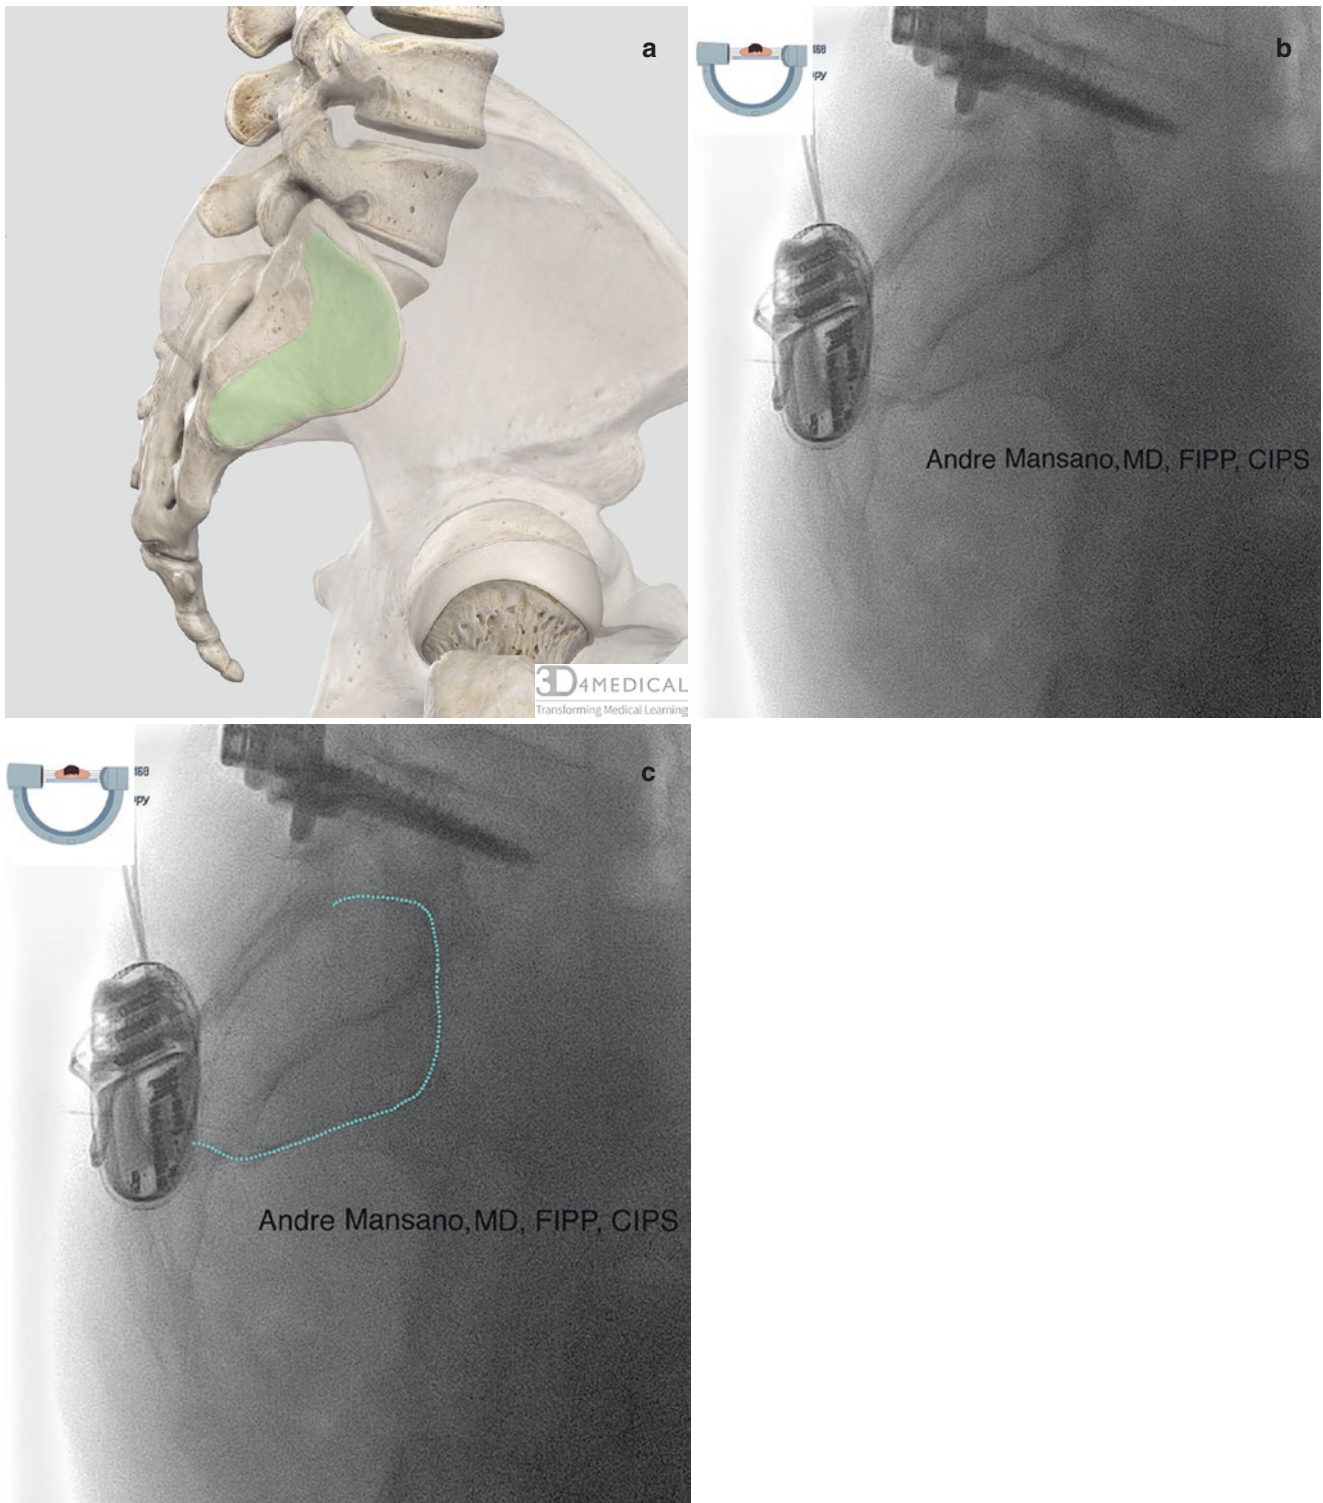 a
3D4MEDICAL
Transforming Medical Learning
b
Andre Mansano, MD, FIPP, CIPS
c
Andre Mansano, MD, FIPP, CIPS